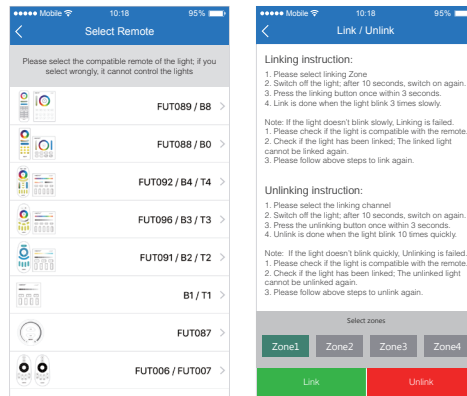 Mobile 10:18 95%
Select Remote
Please select the compatible remote of the light; if you
select wrongly, it cannot control the lights
FUT089 / B8
FUT088 / B0
FUT092 / B4 / T4
FUT096 / B3 / T3
FUT091 / B2 / T2
B1 / T1
FUT087
FUT006 / FUT007
Mobile 10:18 95%
Link / Unlink
Linking instruction:
1. Please select linking Zone
2. Switch off the light; after 10 seconds, switch on again.
3. Press the linking button once within 3 seconds.
4. Link is done when the light blink 3 times slowly.
Note: If the light doesn't blink slowly, Linking is failed.
1. Please check if the light is compatible with the remote.
2. Check if the light has been linked; The linked light
cannot be linked again.
3. Please follow above steps to link again.
Unlinking instruction:
1. Please select the linking channel
2. Switch off the light; after 10 seconds, switch on again.
3. Press the unlinking button once within 3 seconds.
4. Unlink is done when the light blink 10 times quickly.
Note: If the light doesn't blink quickly, Unlinking is failed.
1. Please check if the light is compatible with the remote.
2. Check if the light has been linked; The unlinked light
cannot be unlinked again.
3. Please follow above steps to unlink again.
Select zones
Zone1 Zone2 Zone3 Zone4
Link Unlink